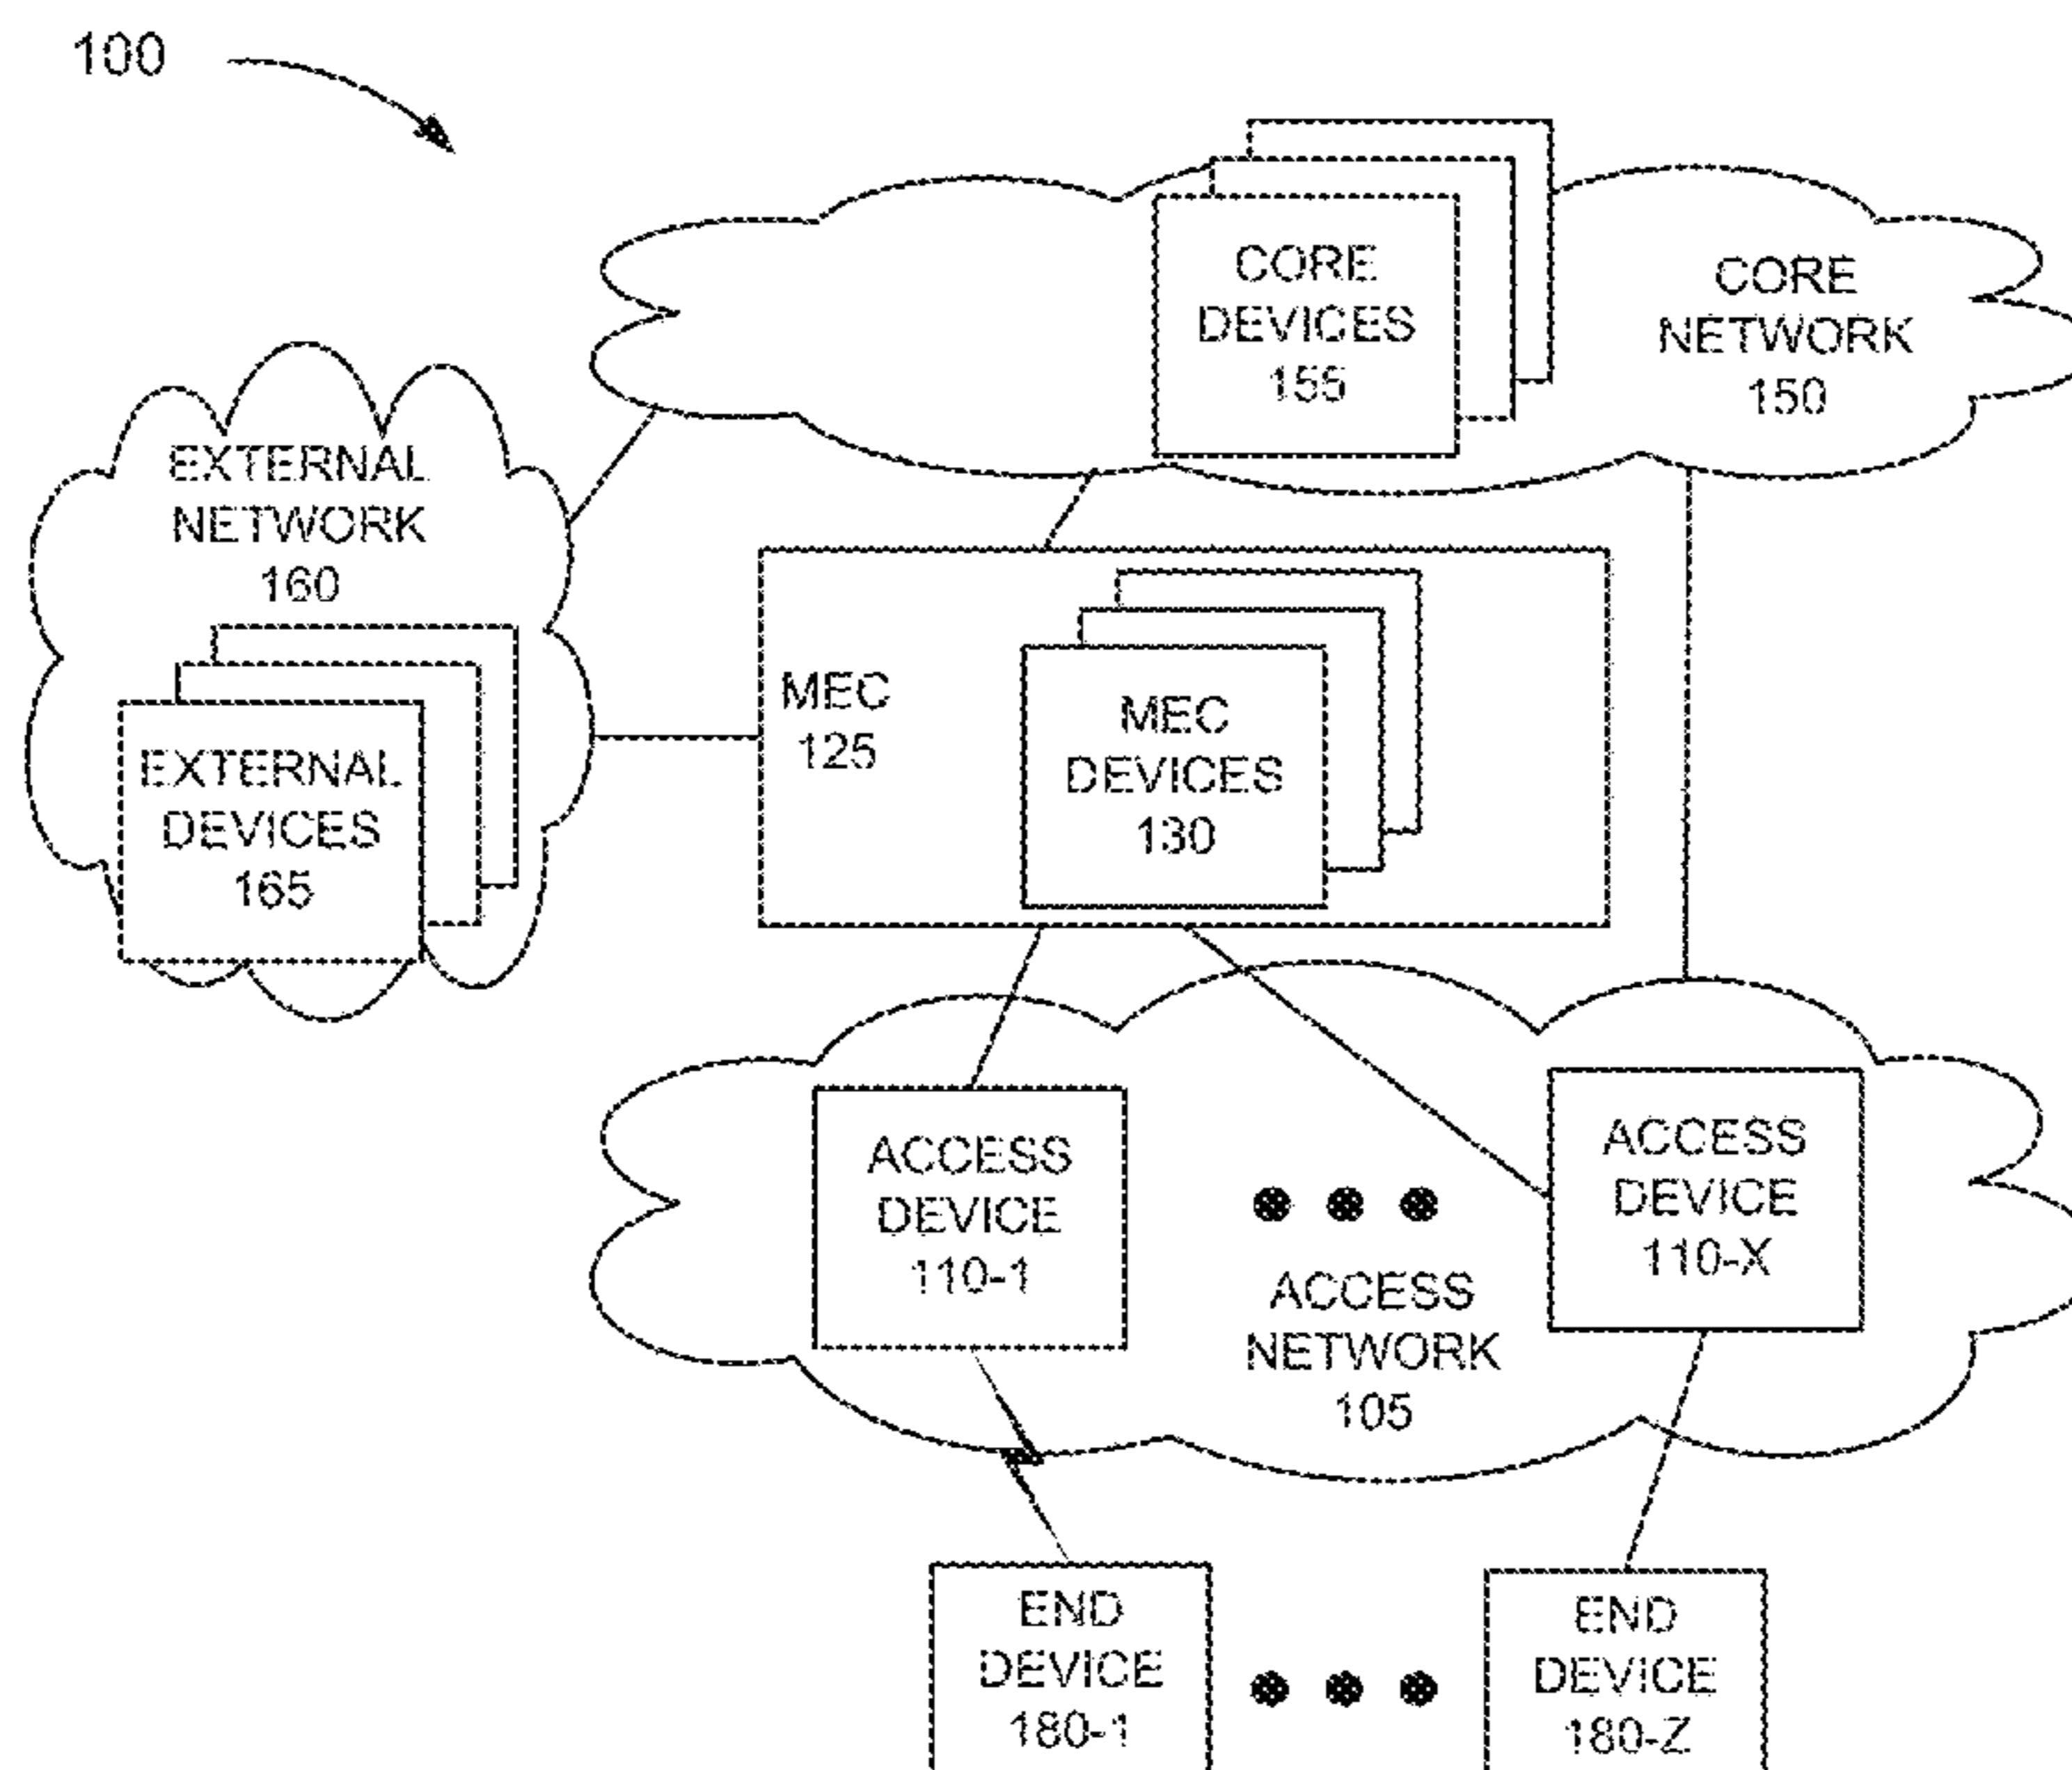 100
CORE
DEVICES
155
CORE
NETWORK
150
EXTERNAL
NETWORK
160
EXTERNAL
DEVICES
165
MEC
125
MEC
DEVICES
130
ACCESS
DEVICE
110-1
ACCESS
NETWORK
105
ACCESS
DEVICE
110-X
END
DEVICE
180-1
END
DEVICE
180-Z